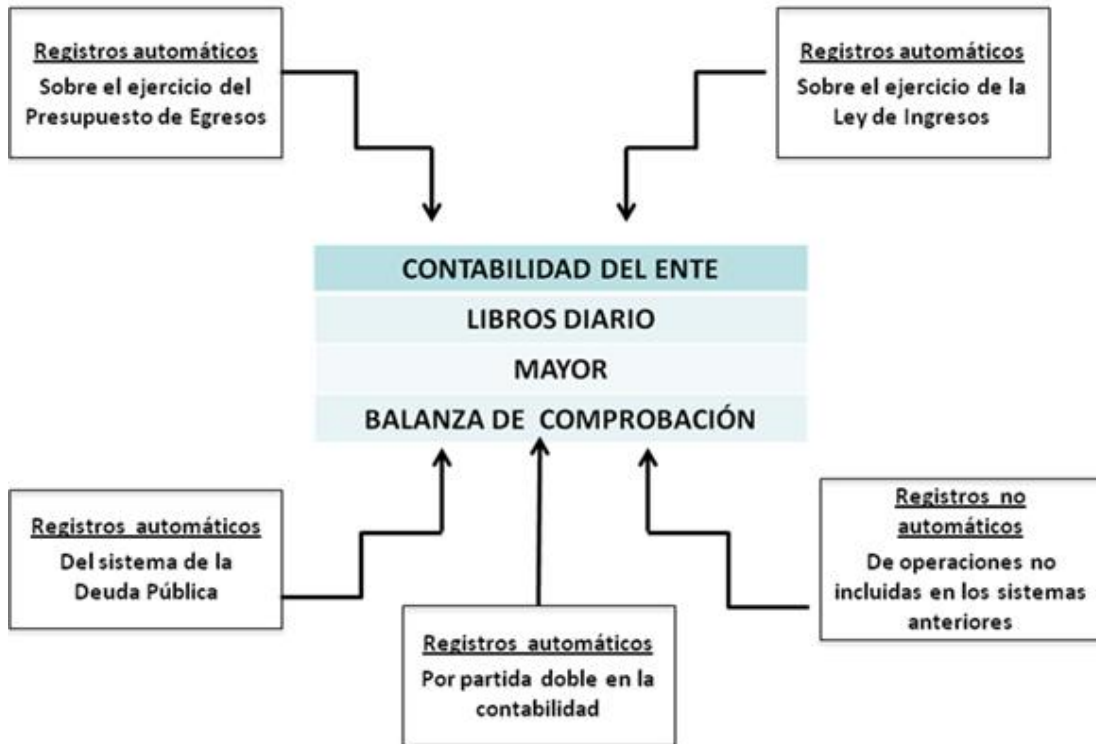 Registros automáticos
Sobre el ejercicio del
Presupuesto de Egresos
Registros automáticos
Sobre el ejercicio de la
Ley de Ingresos
CONTABILIDAD DEL ENTE
LIBROS DIARIO
MAYOR
BALANZA DE COMPROBACIÓN
Registros automáticos
Del sistema de la
Deuda Pública
Registros automáticos
Por partida doble en la
contabilidad
Registros no
automáticos
De operaciones no
incluidas en los sistemas
anteriores